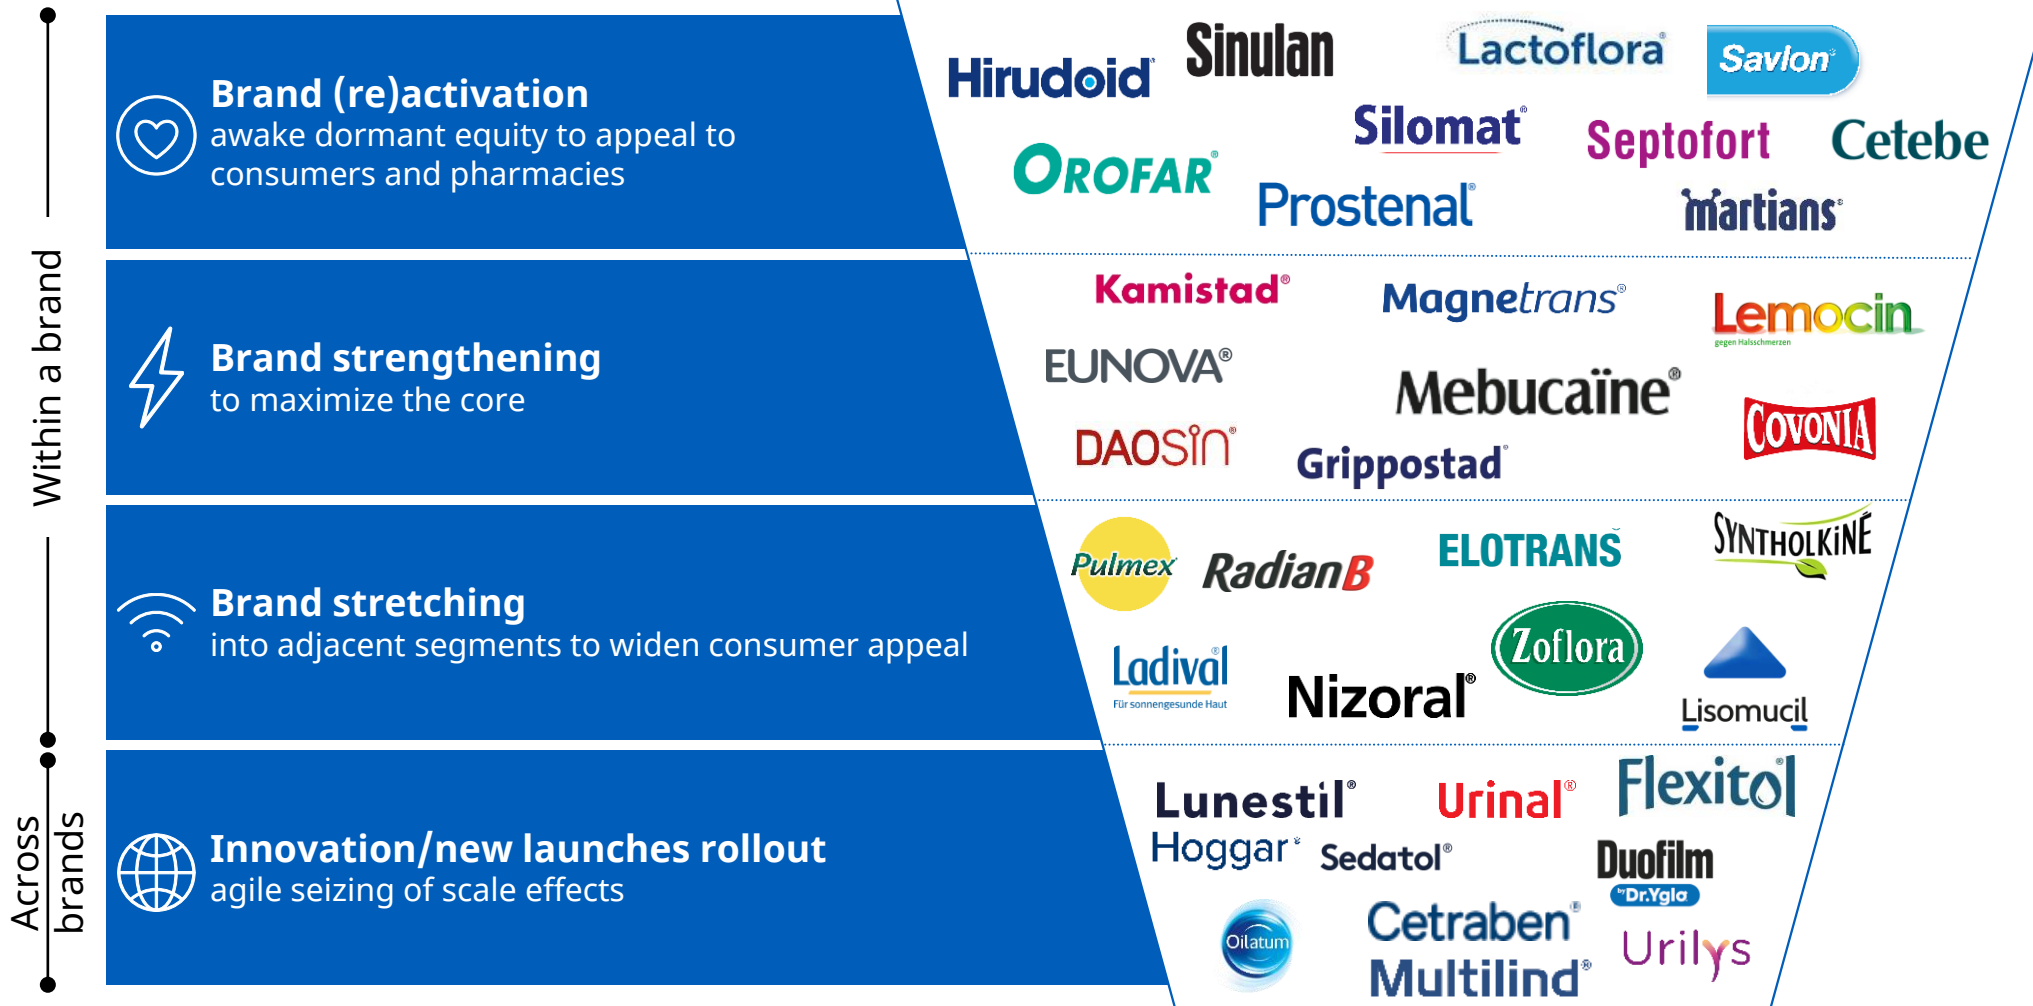 Within a brand
Across
brands
Brand (re)activation
awake dormant equity to appeal to
consumers and pharmacies
Hirudoid®
Sinulan
Lactoflora®
Savlon®
OROFAR®
Silomat®
Septofort
Cetebe
Prostenal®
martians®
Brand strengthening
to maximize the core
Kamistad®
Magnetrans®
Lemocin
gegen Halsschmerzen
EUNOVA®
Mebucaïne®
COVONIA
DAOSiN®
Grippostad®
Brand stretching
into adjacent segments to widen consumer appeal
Pulmex
RadianB
ELOTRANS
SYNTHOLKiNÉ
Ladival®
Für sonnengesunde Haut
Nizoral®
Zoflora
Lisomucil
Innovation/new launches rollout
agile seizing of scale effects
Lunestil®
Urinal®
Flexitol®
Hoggar®
Sedatol®
Duofilm
by Dr.Ygla
Oilatum
Cetraben®
Urilys
Multilind®